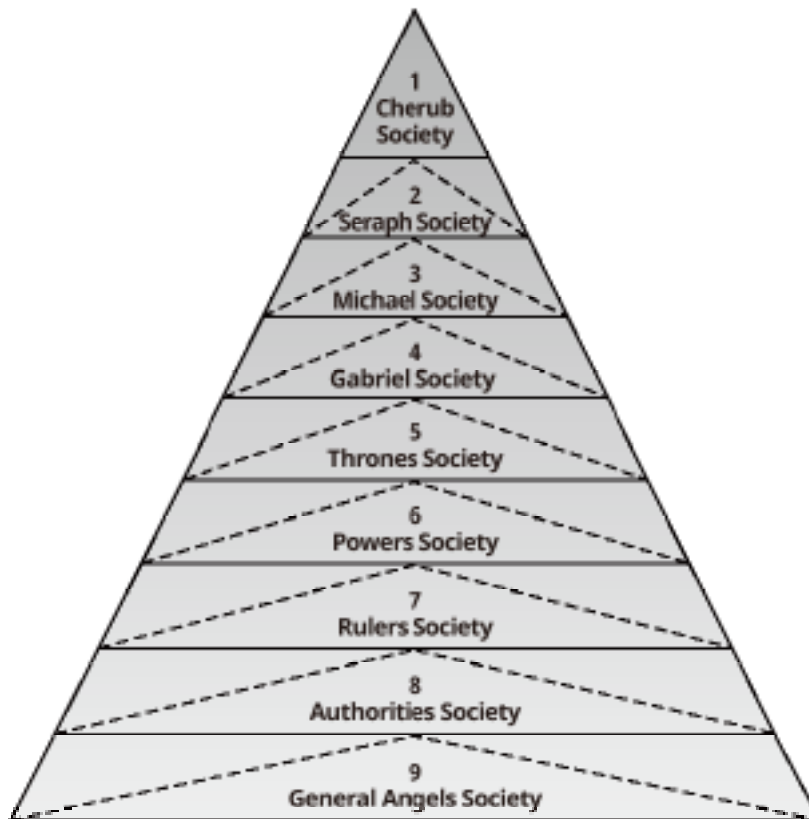 1
Cherub
Society
2
Seraph Society
3
Michael Society
4
Gabriel Society
5
Thrones Society
6
Powers Society
7
Rulers Society
8
Authorities Society
9
General Angels Society